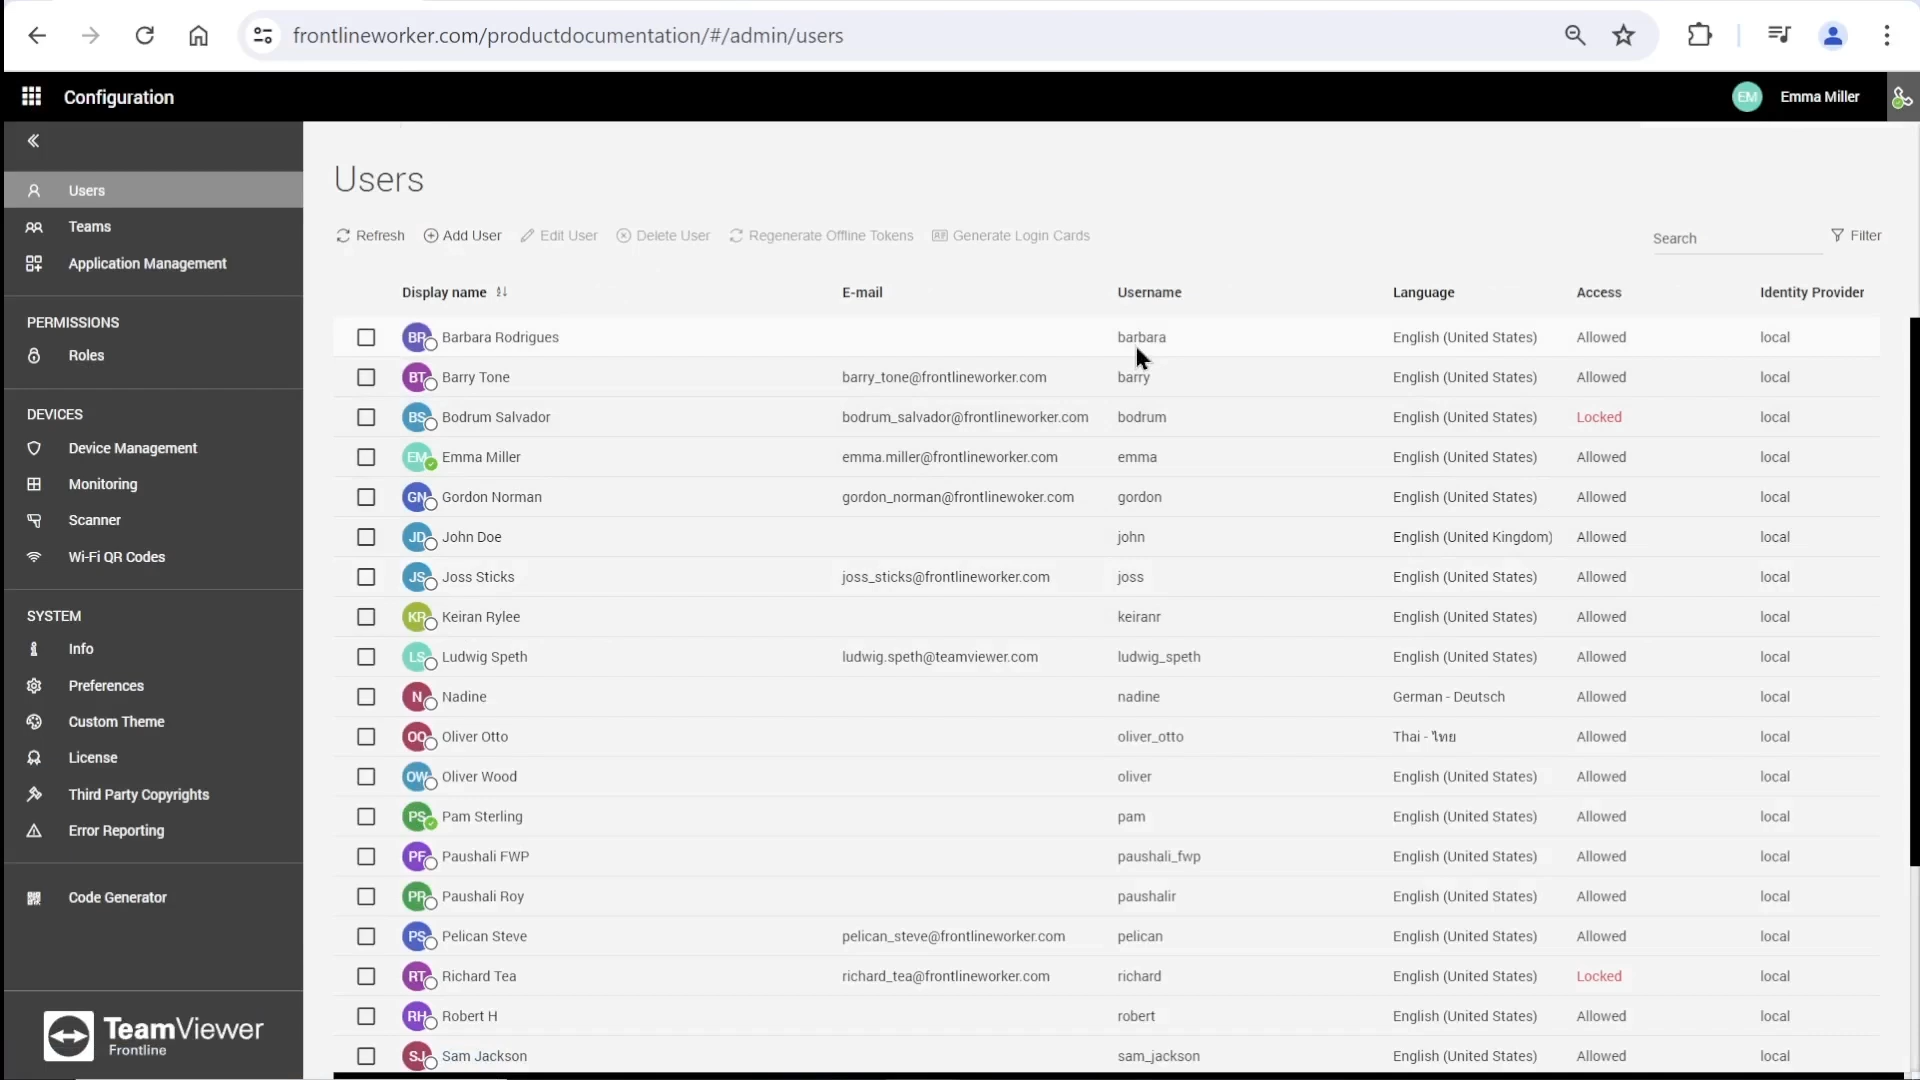 frontlineworker.com/productdocumentation/#/admin/users
Configuration
EM Emma Miller
Users
Teams
Application Management
PERMISSIONS
Roles
DEVICES
Device Management
Monitoring
Scanner
Wi-Fi QR Codes
SYSTEM
Info
Preferences
Custom Theme
License
Third Party Copyrights
Error Reporting
Code Generator
TeamViewer
Frontline
Users
Refresh Add User Edit User Delete User Regenerate Offline Tokens Generate Login Cards Search Filter
Display name E-mail Username Language Access Identity Provider
BR Barbara Rodrigues barbara English (United States) Allowed local
BT Barry Tone barry_tone@frontlineworker.com barry English (United States) Allowed local
BS Bodrum Salvador bodrum_salvador@frontlineworker.com bodrum English (United States) Locked local
EM Emma Miller emma.miller@frontlineworker.com emma English (United States) Allowed local
GN Gordon Norman gordon_norman@frontlinewoker.com gordon English (United States) Allowed local
JD John Doe john English (United Kingdom) Allowed local
JS Joss Sticks joss_sticks@frontlineworker.com joss English (United States) Allowed local
KR Keiran Rylee keiranr English (United States) Allowed local
LS Ludwig Speth ludwig.speth@teamviewer.com ludwig_speth English (United States) Allowed local
N Nadine nadine German - Deutsch Allowed local
OO Oliver Otto oliver_otto Thai - ไทย Allowed local
OW Oliver Wood oliver English (United States) Allowed local
PS Pam Sterling pam English (United States) Allowed local
PF Paushali FWP paushali_fwp English (United States) Allowed local
PR Paushali Roy paushalir English (United States) Allowed local
PS Pelican Steve pelican_steve@frontlineworker.com pelican English (United States) Allowed local
RT Richard Tea richard_tea@frontlineworker.com richard English (United States) Locked local
RH Robert H robert English (United States) Allowed local
SJ Sam Jackson sam_jackson English (United States) Allowed local